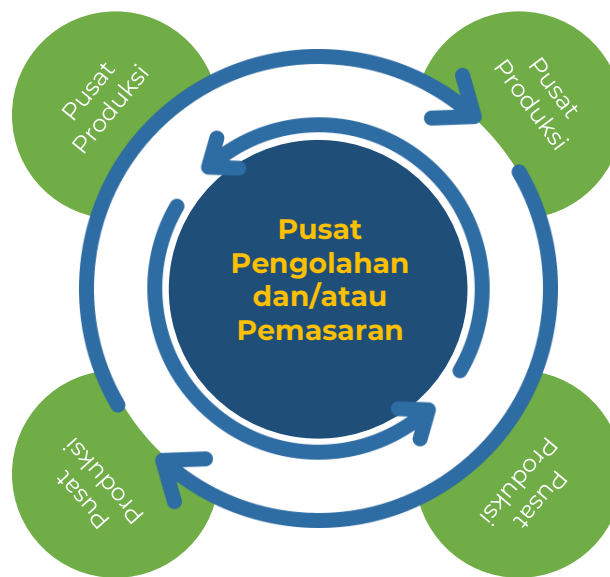 Pusat
Produksi
Pusat
Produksi
Pusat
Pengolahan
dan/atau
Pemasaran
Pusat
Produksi
Pusat
Produksi